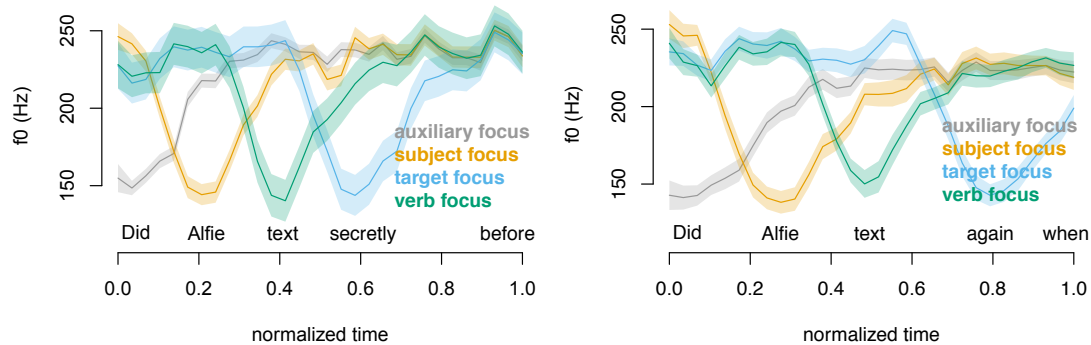 f0 (Hz)
250
200
150
auxiliary focus
subject focus
target focus
verb focus
Did Alfie text secretly before
0.0 0.2 0.4 0.6 0.8 1.0
normalized time
f0 (Hz)
250
200
150
auxiliary focus
subject focus
target focus
verb focus
Did Alfie text again when
0.0 0.2 0.4 0.6 0.8 1.0
normalized time